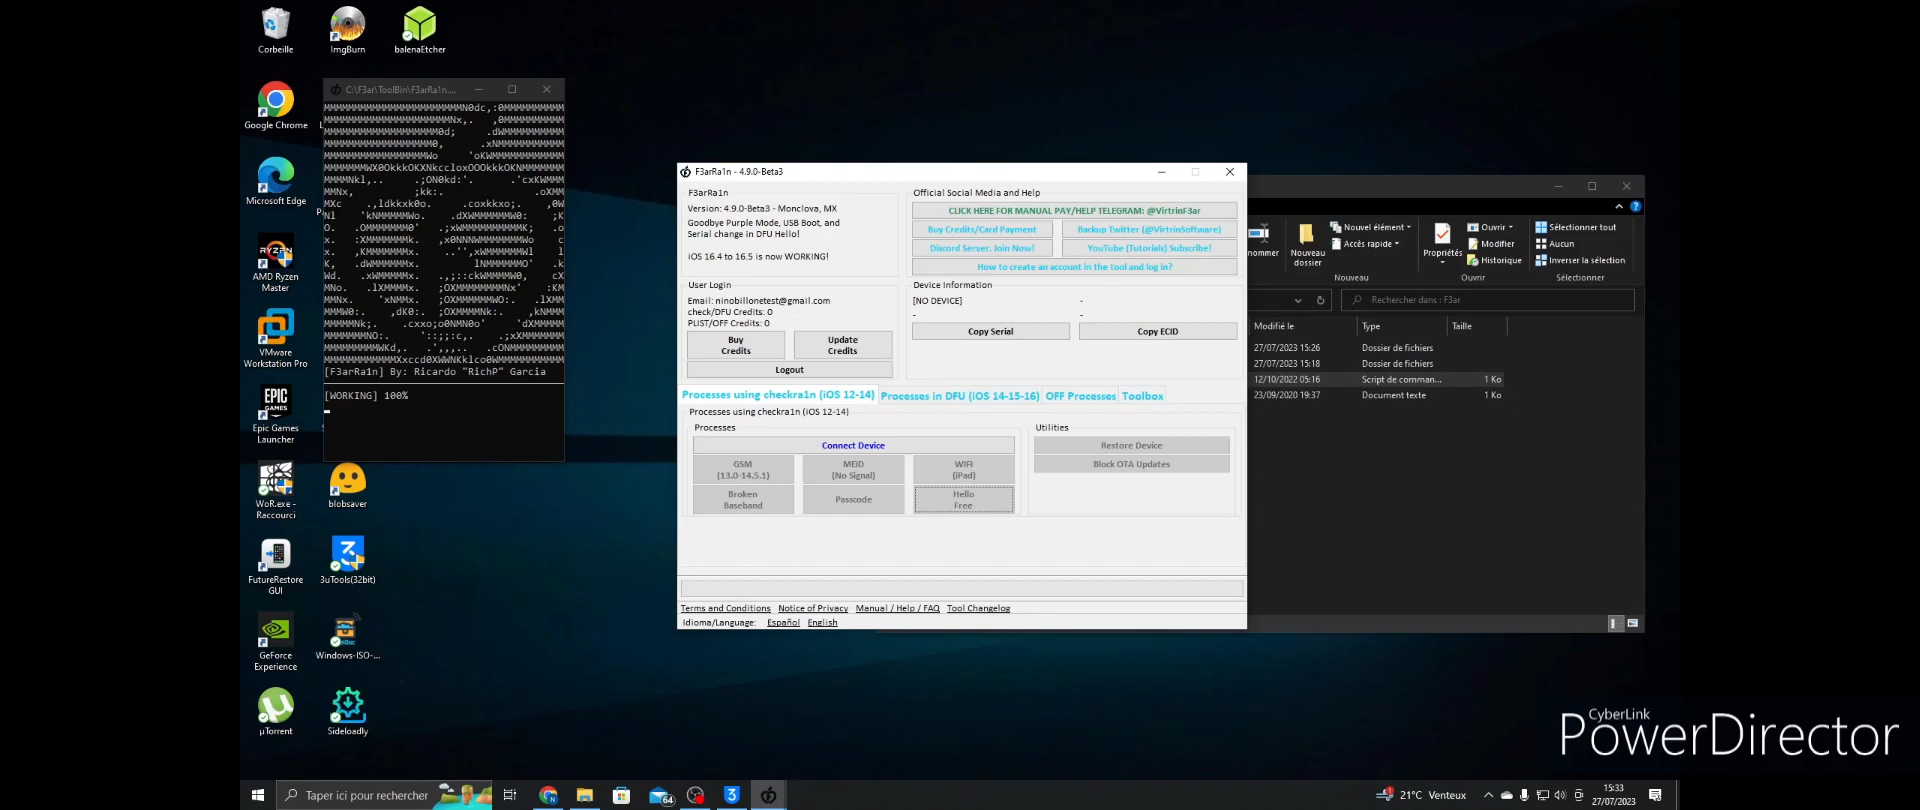 Corbeille
ImgBurn
balenaEtcher
Google Chrome
Microsoft Edge
AMD Ryzen
Master
VMware
Workstation Pro
Epic Games
Launcher
WoR.exe -
Raccourci
blobsaver
FutureRestore
GUI
3uTools(32bit)
GeForce
Experience
Windows-ISO-...
µTorrent
Sideloadly
C:\F3ar\ToolBin\F3arRa1n....
[F3arRa1n] By: Ricardo "RichP" Garcia
[WORKING] 100%
F3arRa1n - 4.9.0-Beta3
F3arRa1n
Version: 4.9.0-Beta3 - Monclova, MX
Goodbye Purple Mode, USB Boot, and
Serial change in DFU Hello!
iOS 16.4 to 16.5 is now WORKING!
Official Social Media and Help
CLICK HERE FOR MANUAL PAY/HELP TELEGRAM: @VirtrinF3ar
Buy Credits/Card Payment
Backup Twitter (@VirtrinSoftware)
Discord Server. Join Now!
YouTube (Tutorials) Subscribe!
How to create an account in the tool and log in?
User Login
Email: ninobillonetest@gmail.com
check/DFU Credits: 0
PLIST/OFF Credits: 0
Buy
Credits
Update
Credits
Logout
Device Information
[NO DEVICE]
-
-
-
Copy Serial
Copy ECID
Processes using checkra1n (iOS 12-14)
Processes in DFU (iOS 14-15-16)
OFF Processes
Toolbox
Processes using checkra1n (iOS 12-14)
Processes
Connect Device
GSM
(13.0-14.5.1)
MEID
(No Signal)
WIFI
(iPad)
Broken
Baseband
Passcode
Hello
Free
Utilities
Restore Device
Block OTA Updates
Terms and Conditions
Notice of Privacy
Manual / Help / FAQ
Tool Changelog
Idioma/Language:
Español
English
nommer
Nouveau
dossier
Nouvel élément
Accès rapide
Nouveau
Propriétés
Ouvrir
Modifier
Historique
Ouvrir
Sélectionner tout
Aucun
Inverser la sélection
Sélectionner
Rechercher dans : F3ar
Modifié le
Type
Taille
27/07/2023 15:26
Dossier de fichiers
27/07/2023 15:18
Dossier de fichiers
12/10/2022 05:16
Script de comman...
1 Ko
23/09/2020 19:37
Document texte
1 Ko
CyberLink
PowerDirector
Taper ici pour rechercher
64
21°C Venteux
15:33
27/07/2023